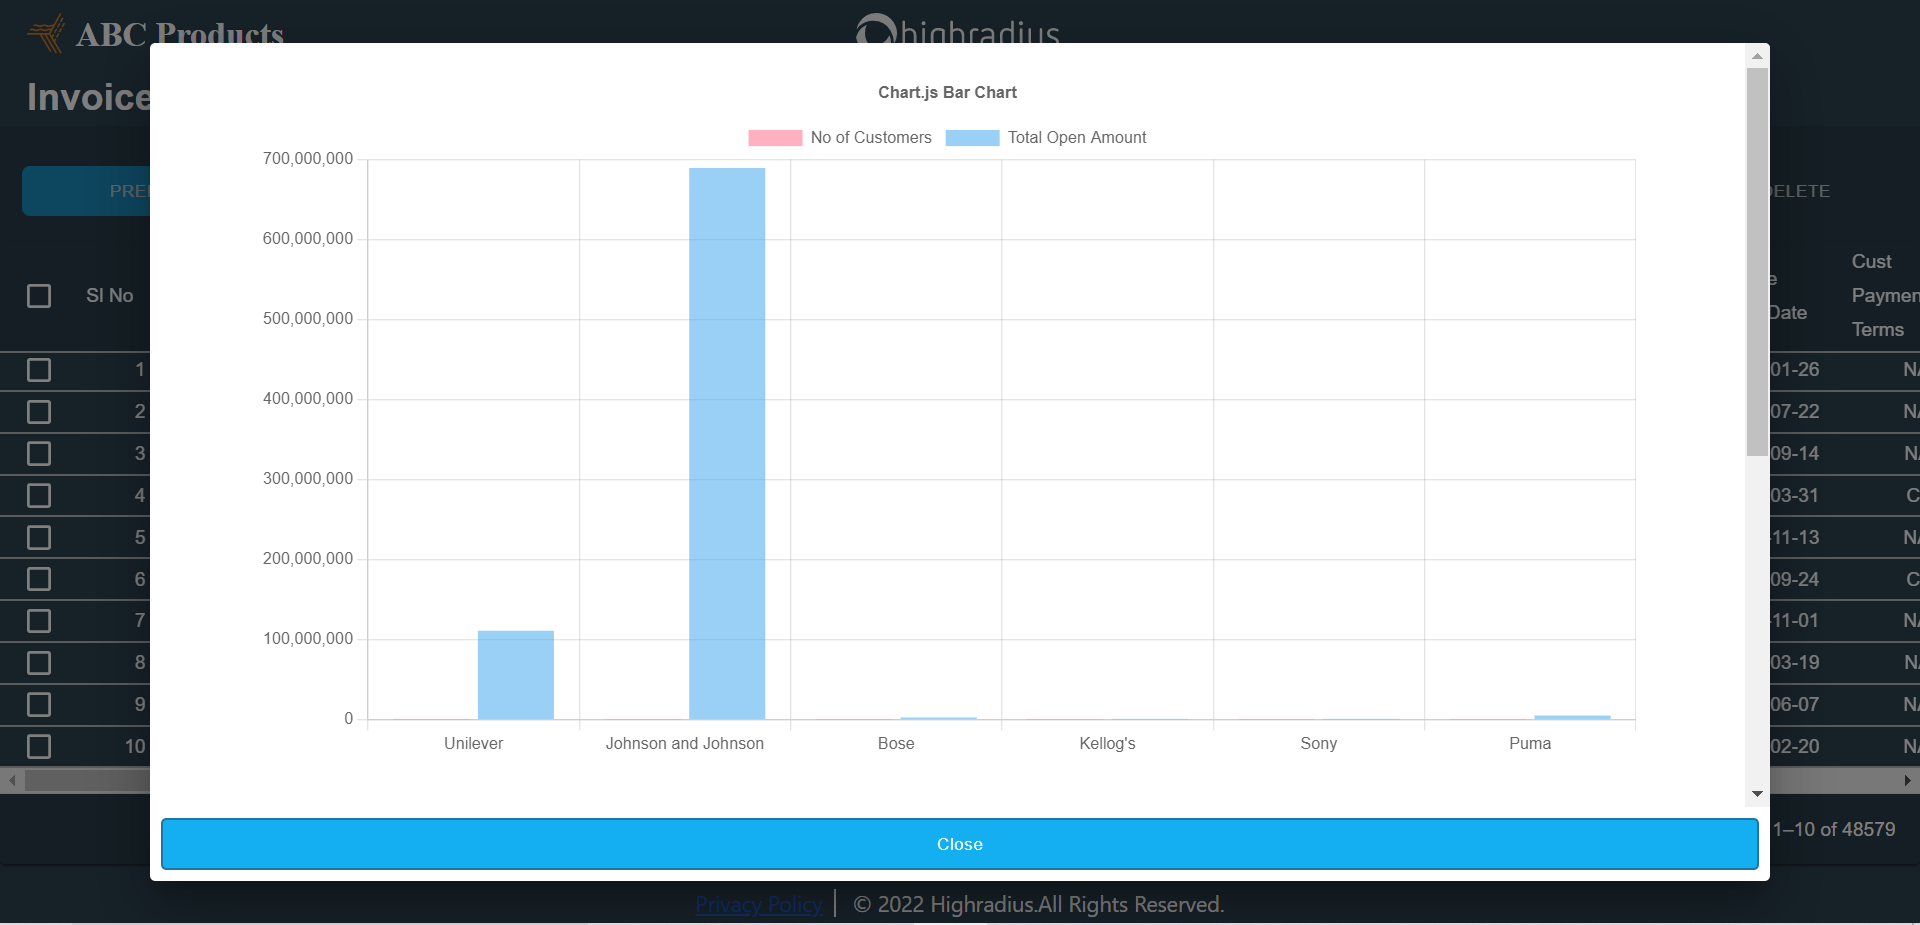 ABC Products
highradius
Invoice
Chart.js Bar Chart
No of Customers
Total Open Amount
700,000,000
600,000,000
500,000,000
400,000,000
300,000,000
200,000,000
100,000,000
0
Unilever
Johnson and Johnson
Bose
Kellog's
Sony
Puma
Close
PRE
ELETE
Sl No
e
Date
Cust
Paymen
Terms
1
01-26
2
07-22
3
09-14
4
03-31
C
5
-11-13
6
09-24
C
7
-11-01
8
03-19
9
06-07
10
02-20
1–10 of 48579
Privacy Policy
© 2022 Highradius.All Rights Reserved.